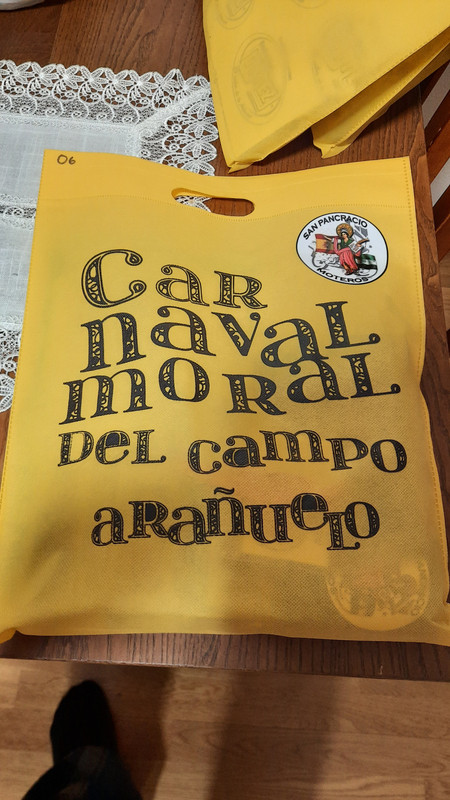 06
SAN PANCRACIO
MOTEROS
Car
naval
moral
DEL campo
arañuelo